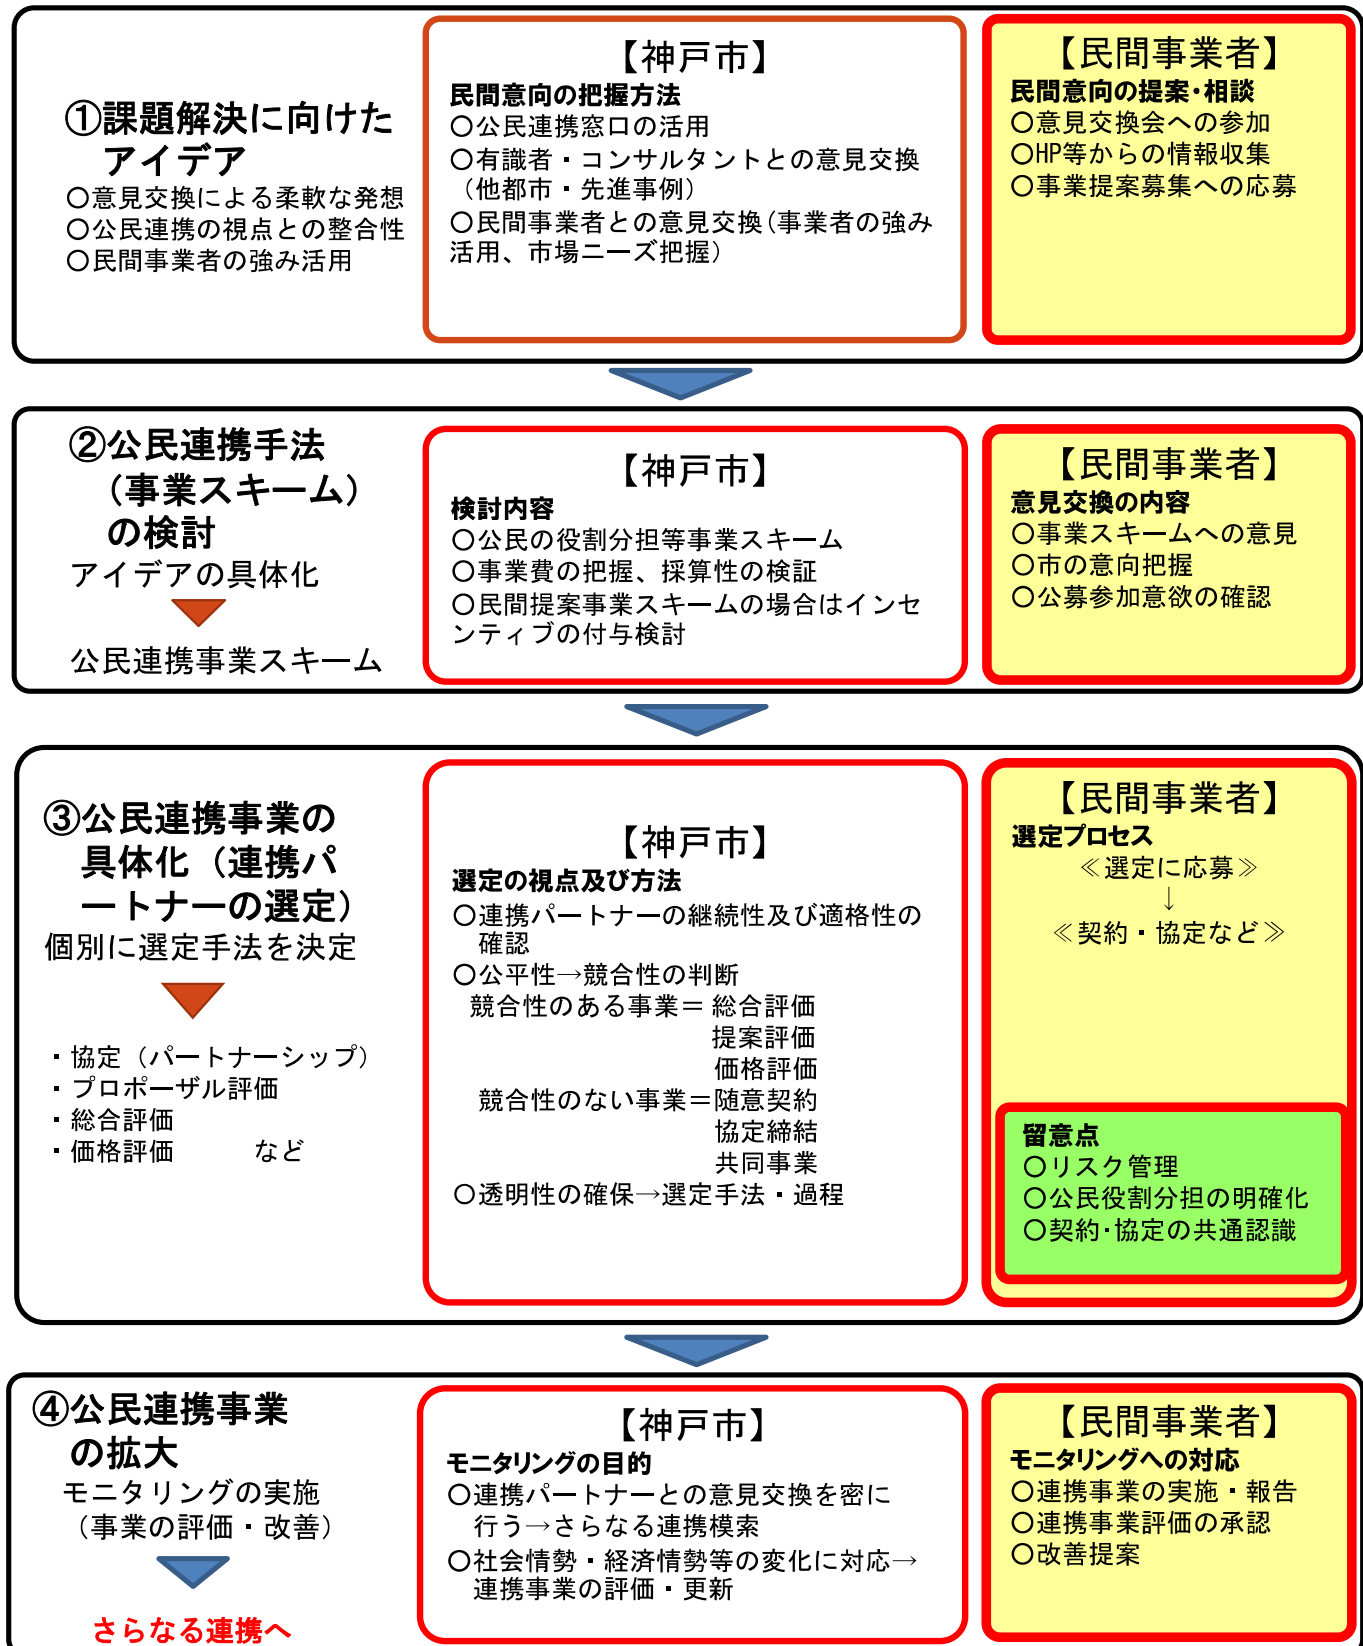 ①課題解決に向けた
アイデア
〇意見交換による柔軟な発想
〇公民連携の視点との整合性
〇民間事業者の強み活用
【神戸市】
民間意向の把握方法
〇公民連携窓口の活用
〇有識者・コンサルタントとの意見交換
（他都市・先進事例）
〇民間事業者との意見交換（事業者の強み
活用、市場ニーズ把握）
【民間事業者】
民間意向の提案・相談
〇意見交換会への参加
〇HP等からの情報収集
〇事業提案募集への応募
②公民連携手法
（事業スキーム）
の検討
アイデアの具体化
公民連携事業スキーム
【神戸市】
検討内容
〇公民の役割分担等事業スキーム
〇事業費の把握、採算性の検証
〇民間提案事業スキームの場合はインセ
ンティブの付与検討
【民間事業者】
意見交換の内容
〇事業スキームへの意見
〇市の意向把握
〇公募参加意欲の確認
③公民連携事業の
具体化（連携パ
ートナーの選定）
個別に選定手法を決定
・協定（パートナーシップ）
・プロポーザル評価
・総合評価
・価格評価　　　など
【神戸市】
選定の視点及び方法
〇連携パートナーの継続性及び適格性の
確認
〇公平性→競合性の判断
競合性のある事業＝総合評価
提案評価
価格評価
競合性のない事業＝随意契約
協定締結
共同事業
〇透明性の確保→選定手法・過程
【民間事業者】
選定プロセス
≪選定に応募≫
↓
≪契約・協定など≫
留意点
〇リスク管理
〇公民役割分担の明確化
〇契約・協定の共通認識
④公民連携事業
の拡大
モニタリングの実施
（事業の評価・改善）
さらなる連携へ
【神戸市】
モニタリングの目的
〇連携パートナーとの意見交換を密に
行う→さらなる連携模索
〇社会情勢・経済情勢等の変化に対応→
連携事業の評価・更新
【民間事業者】
モニタリングへの対応
〇連携事業の実施・報告
〇連携事業評価の承認
〇改善提案